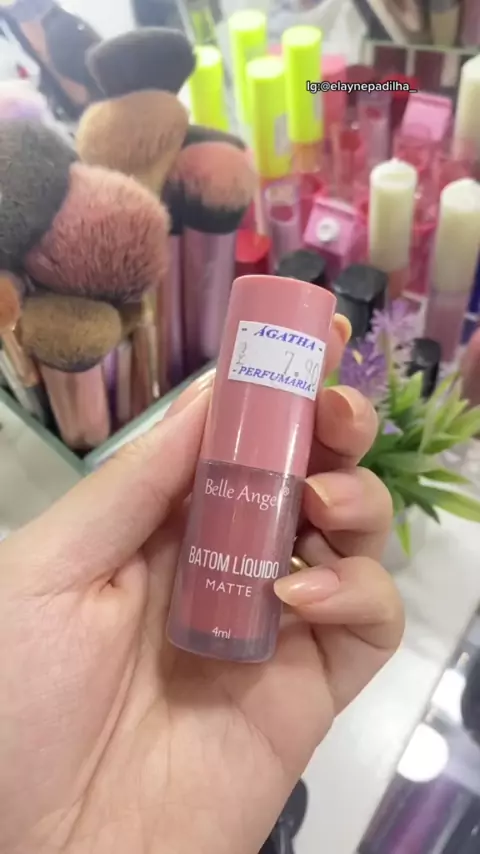 Ig:@elaynepadilha_
- ÁGATHA -
7.90
- PERFUMARIA -
Belle Angel®
BATOM LÍQUIDO
MATTE
4ml